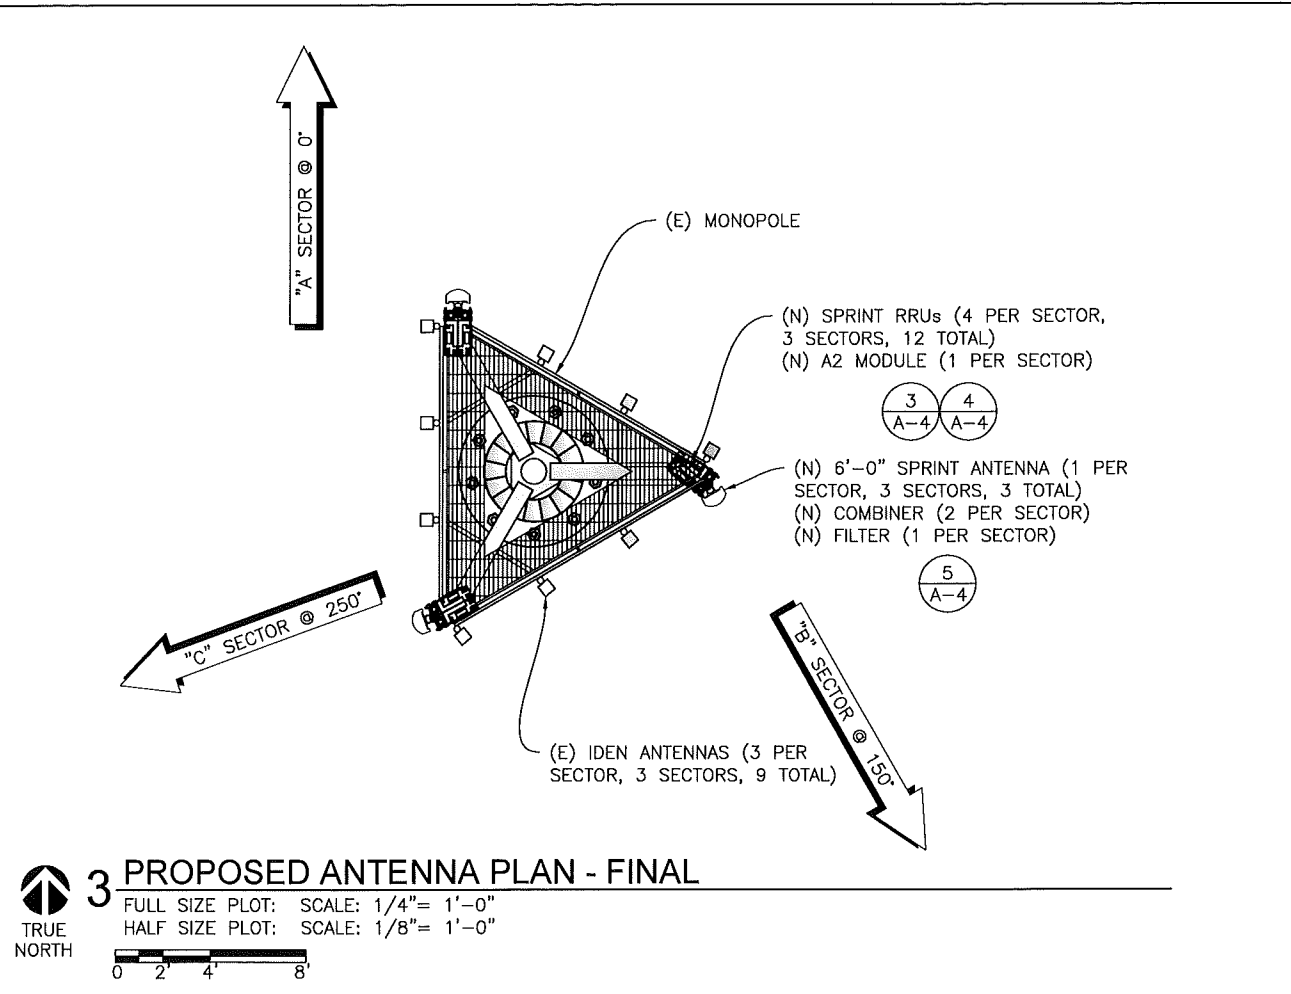 "A" SECTOR @ 0°
(E) MONOPOLE
(N) SPRINT RRUs (4 PER SECTOR,
3 SECTORS, 12 TOTAL)
(N) A2 MODULE (1 PER SECTOR)
3
A-4
4
A-4
(N) 6'-0" SPRINT ANTENNA (1 PER
SECTOR, 3 SECTORS, 3 TOTAL)
(N) COMBINER (2 PER SECTOR)
(N) FILTER (1 PER SECTOR)
5
A-4
"C" SECTOR @ 250°
"B" SECTOR @ 150°
(E) IDEN ANTENNAS (3 PER
SECTOR, 3 SECTORS, 9 TOTAL)
TRUE
NORTH
3 PROPOSED ANTENNA PLAN - FINAL
FULL SIZE PLOT: SCALE: 1/4"= 1'-0"
HALF SIZE PLOT: SCALE: 1/8"= 1'-0"
0 2' 4' 8'